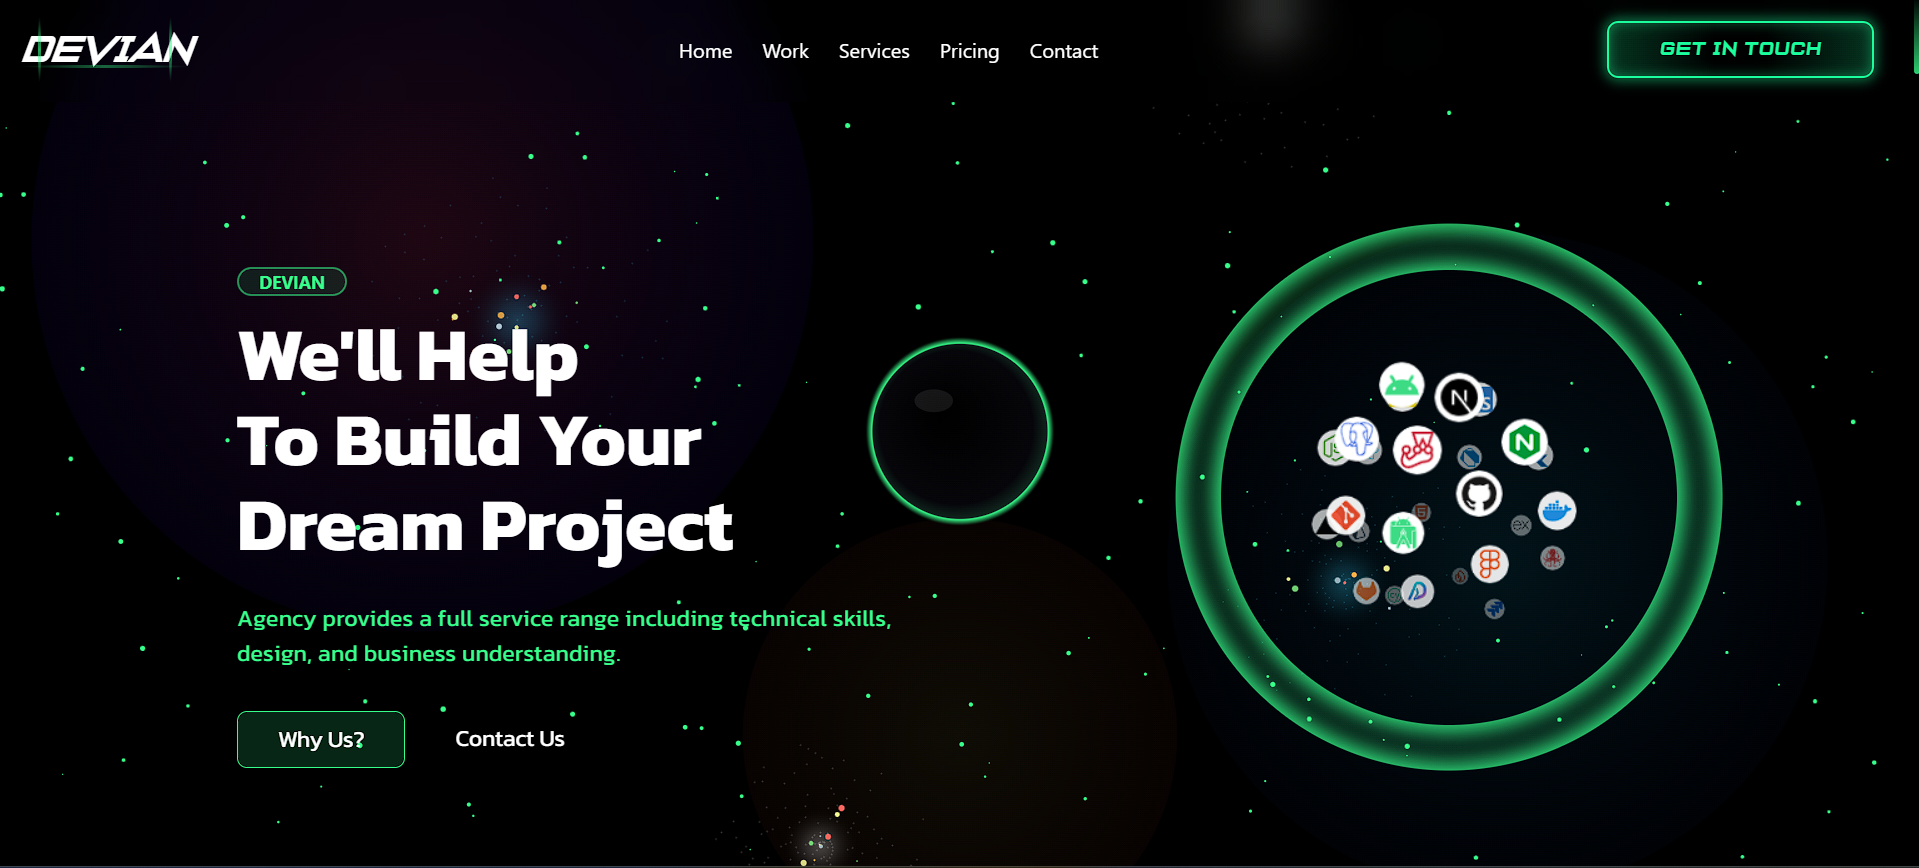 DEVIAN
Home Work Services Pricing Contact
GET IN TOUCH
DEVIAN
We'll Help
To Build Your
Dream Project
Agency provides a full service range including technical skills,
design, and business understanding.
Why Us? Contact Us
N
N
ex